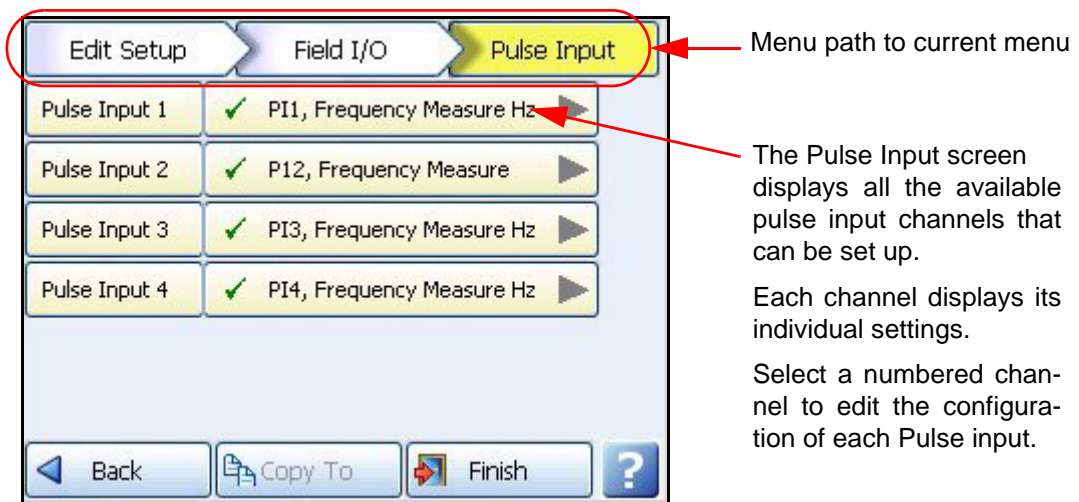 Edit Setup Field I/O Pulse Input
Menu path to current menu
Pulse Input 1 ✓ PI1, Frequency Measure Hz
Pulse Input 2 ✓ P12, Frequency Measure
Pulse Input 3 ✓ PI3, Frequency Measure Hz
Pulse Input 4 ✓ PI4, Frequency Measure Hz
The Pulse Input screen
displays all the available
pulse input channels that
can be set up.
Each channel displays its
individual settings.
Select a numbered chan-
nel to edit the configura-
tion of each Pulse input.
Back Copy To Finish ?